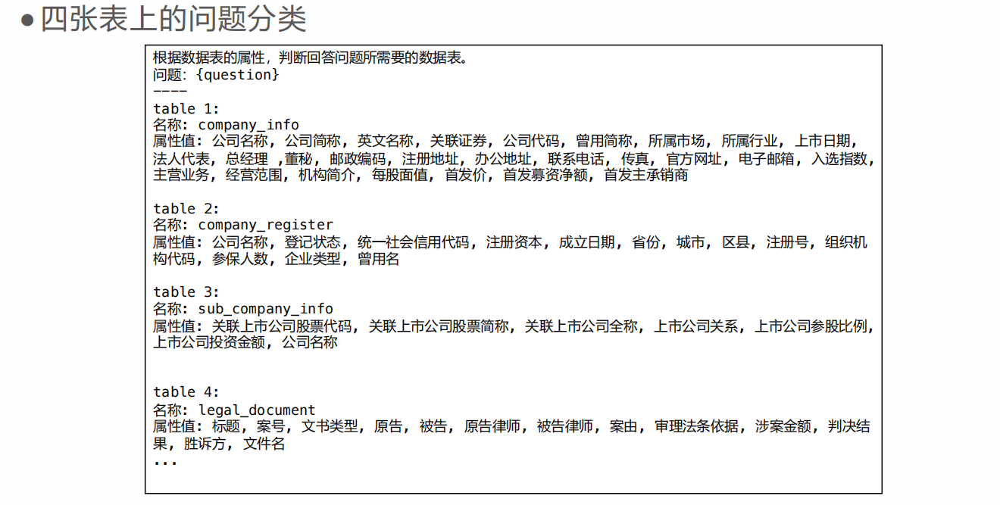 ●四张表上的问题分类
根据数据表的属性，判断回答问题所需要的数据表。
问题：{question}
----
table 1:
名称: company_info
属性值: 公司名称, 公司简称, 英文名称, 关联证券, 公司代码, 曾用简称, 所属市场, 所属行业, 上市日期,
法人代表, 总经理 ,董秘, 邮政编码, 注册地址, 办公地址, 联系电话, 传真, 官方网址, 电子邮箱, 入选指数,
主营业务, 经营范围, 机构简介, 每股面值, 首发价, 首发募资净额, 首发主承销商
table 2:
名称: company_register
属性值: 公司名称, 登记状态, 统一社会信用代码, 注册资本, 成立日期, 省份, 城市, 区县, 注册号, 组织机
构代码, 参保人数, 企业类型, 曾用名
table 3:
名称: sub_company_info
属性值: 关联上市公司股票代码, 关联上市公司股票简称, 关联上市公司全称, 上市公司关系, 上市公司参股比例,
上市公司投资金额, 公司名称
table 4:
名称: legal_document
属性值: 标题, 案号, 文书类型, 原告, 被告, 原告律师, 被告律师, 案由, 审理法条依据, 涉案金额, 判决结
果, 胜诉方, 文件名
...